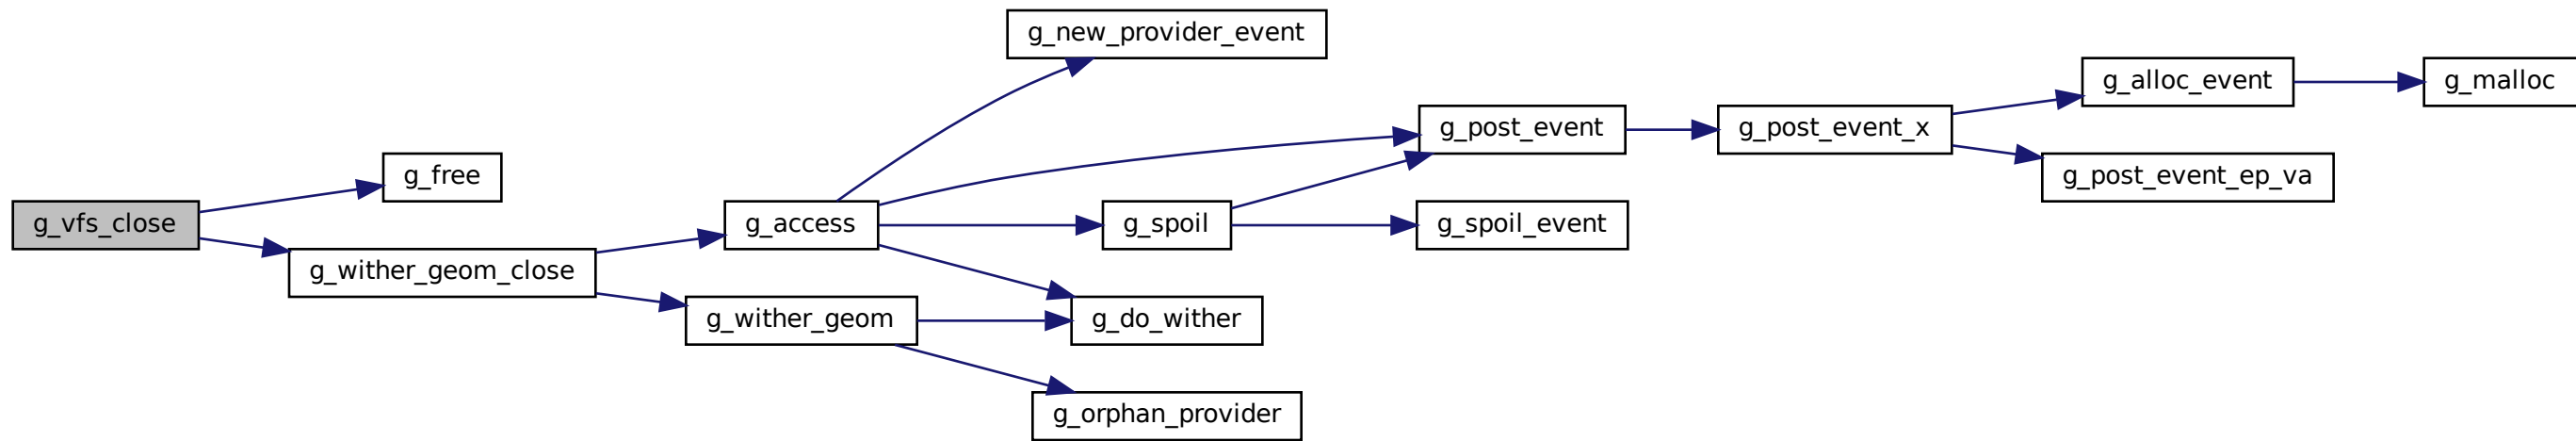 g_vfs_close
g_free
g_wither_geom_close
g_access
g_wither_geom
g_new_provider_event
g_spoil
g_do_wither
g_orphan_provider
g_post_event
g_spoil_event
g_post_event_x
g_alloc_event
g_post_event_ep_va
g_malloc